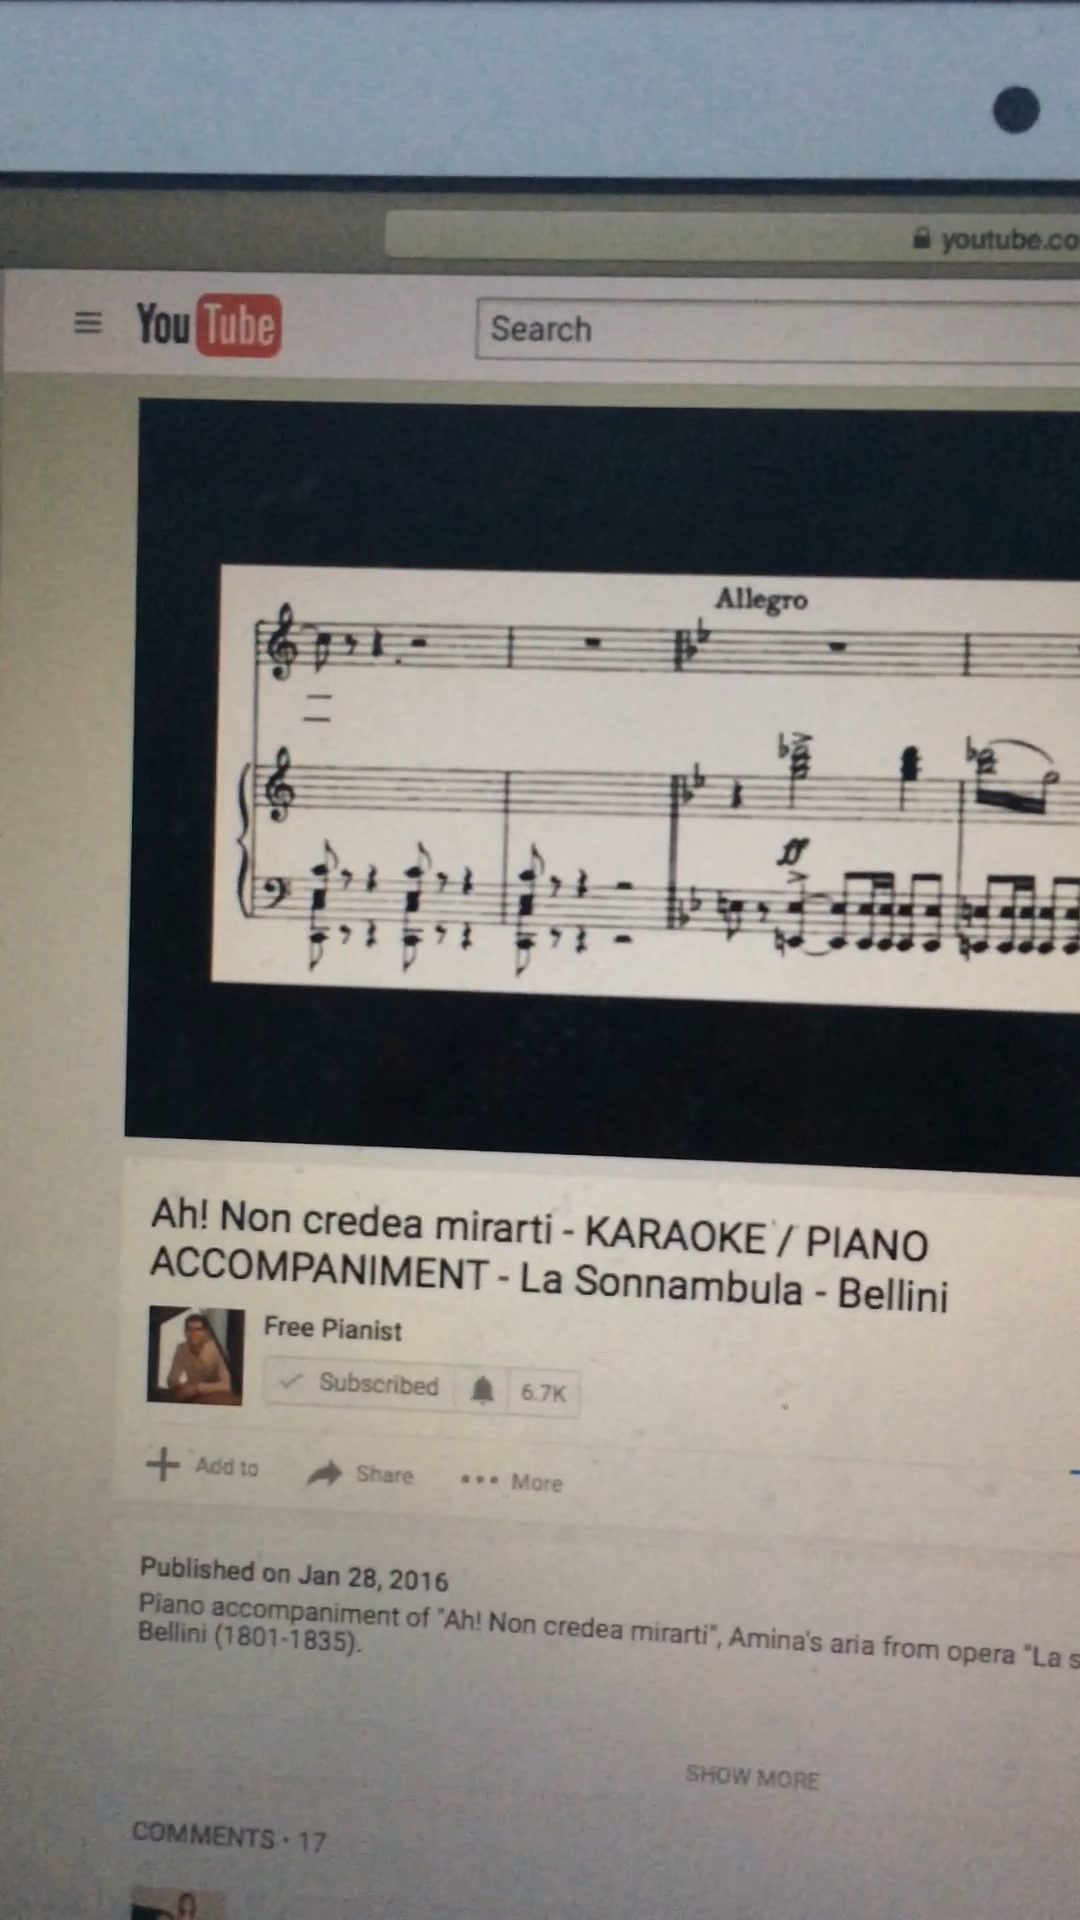 youtube.co
YouTube
Search
Allegro
ff
Ah! Non credea mirarti - KARAOKE / PIANO
ACCOMPANIMENT - La Sonnambula - Bellini
Free Pianist
Subscribed 6.7K
Add to Share More
Published on Jan 28, 2016
Piano accompaniment of "Ah! Non credea mirarti", Amina's aria from opera "La s
Bellini (1801-1835).
SHOW MORE
COMMENTS • 17